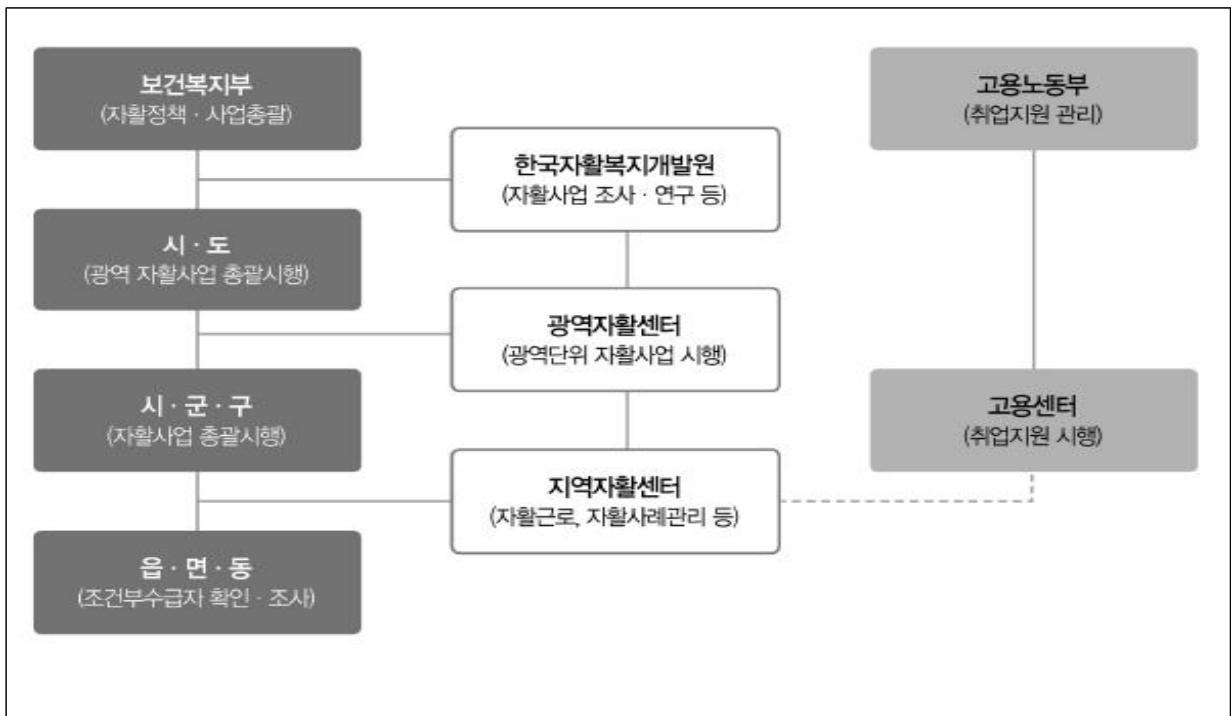 보건복지부
(자활정책 · 사업총괄)
고용노동부
(취업지원 관리)
한국자활복지개발원
(자활사업 조사 · 연구 등)
시 · 도
(광역 자활사업 총괄시행)
광역자활센터
(광역단위 자활사업 시행)
시 · 군 · 구
(자활사업 총괄시행)
고용센터
(취업지원 시행)
지역자활센터
(자활근로, 자활사례관리 등)
읍 · 면 · 동
(조건부수급자 확인 · 조사)